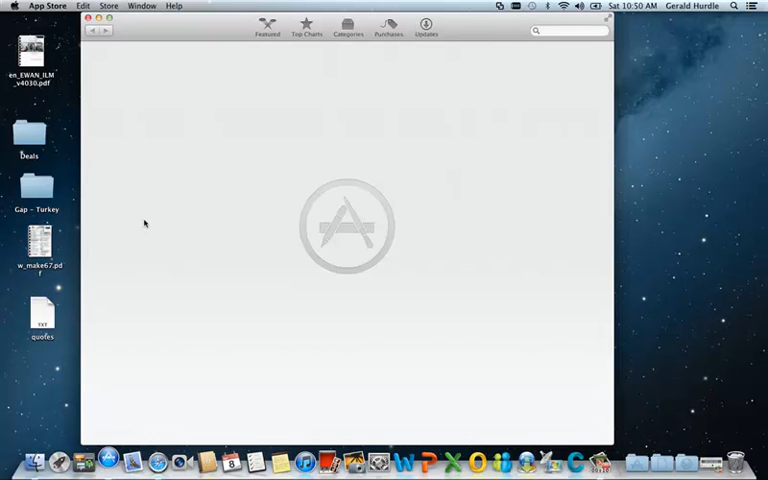 App Store Edit Store Window Help Sat 10:50 AM Gerald Hurdle
Featured Top Charts Categories Purchases Updates
en_EWAN_ILM
_v4030.pdf
Deals
Gap - Turkey
w_make67.pd
f
TXT
quotes
8